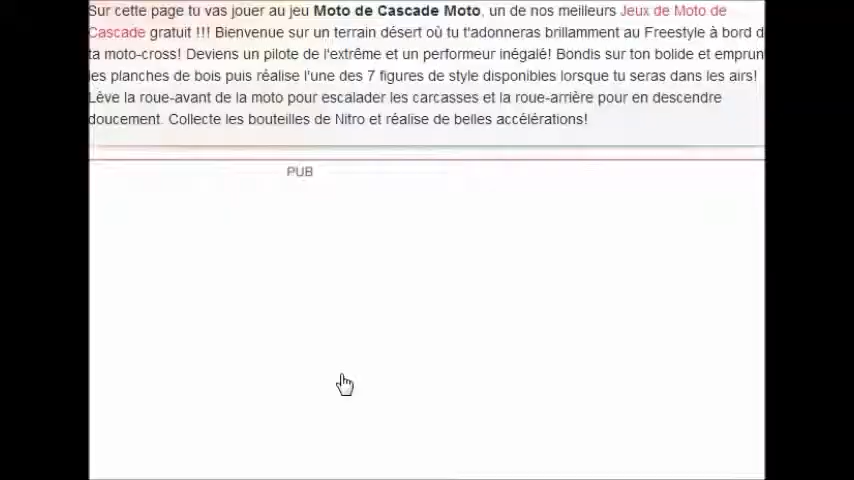 Sur cette page tu vas jouer au jeu Moto de Cascade Moto, un de nos meilleurs Jeux de Moto de
Cascade gratuit !!! Bienvenue sur un terrain désert où tu t'adonneras brillamment au Freestyle à bord d
ta moto-cross! Deviens un pilote de l'extrême et un performeur inégalé! Bondis sur ton bolide et emprun
les planches de bois puis réalise l'une des 7 figures de style disponibles lorsque tu seras dans les airs!
Lève la roue-avant de la moto pour escalader les carcasses et la roue-arrière pour en descendre
doucement. Collecte les bouteilles de Nitro et réalise de belles accélérations!
PUB